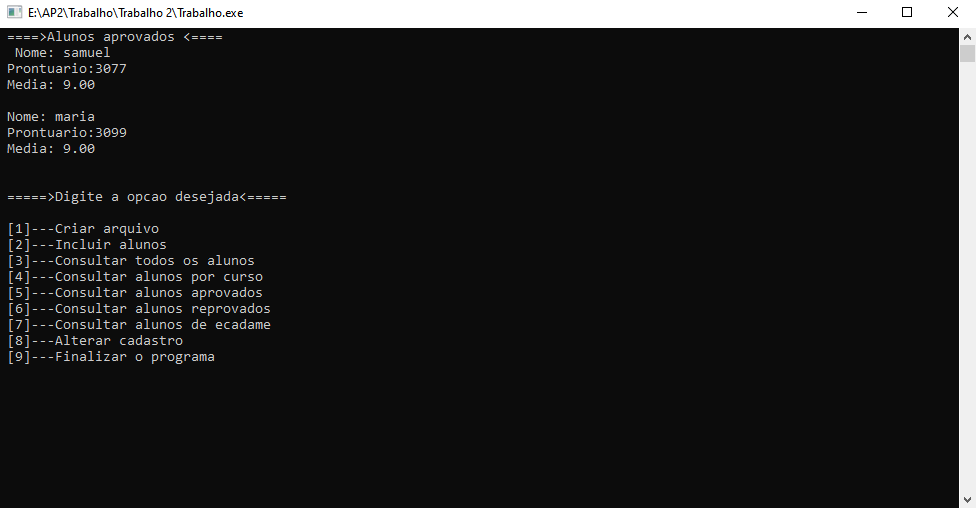 E:\AP2\Trabalho\Trabalho 2\Trabalho.exe
====>Alunos aprovados <====
 Nome: samuel
Prontuario:3077
Media: 9.00
Nome: maria
Prontuario:3099
Media: 9.00
=====>Digite a opcao desejada<=====
[1]---Criar arquivo
[2]---Incluir alunos
[3]---Consultar todos os alunos
[4]---Consultar alunos por curso
[5]---Consultar alunos aprovados
[6]---Consultar alunos reprovados
[7]---Consultar alunos de ecadame
[8]---Alterar cadastro
[9]---Finalizar o programa